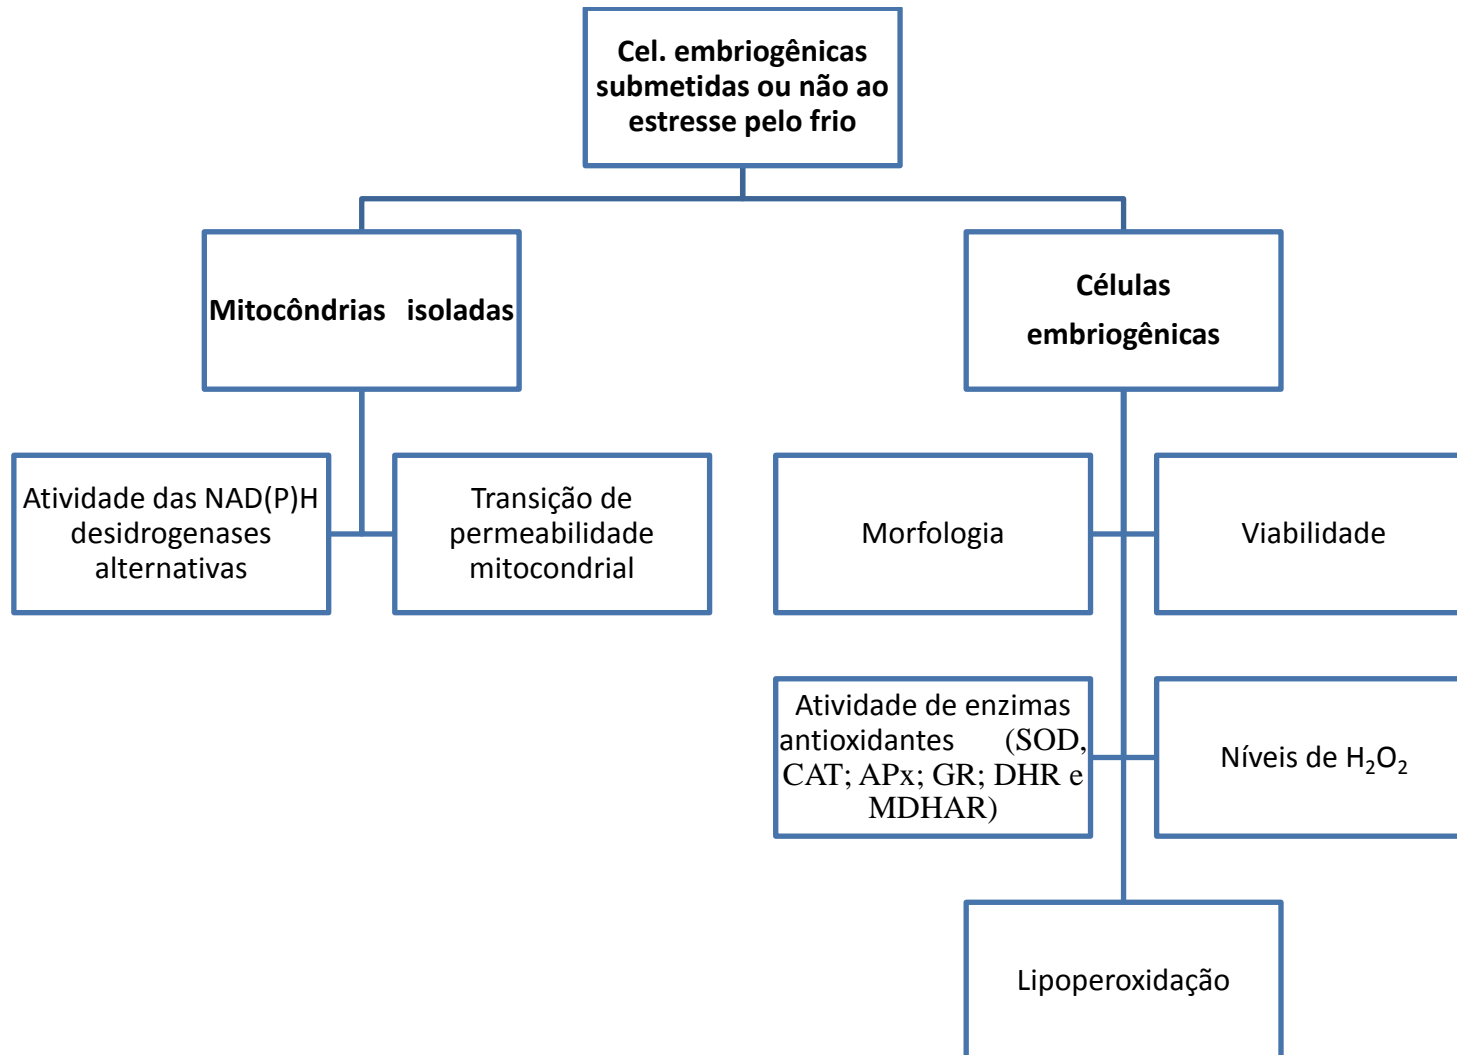 Cel. embriogênicas
submetidas ou não ao
estresse pelo frio
Mitocôndrias isoladas
Células
embriogênicas
Atividade das NAD(P)H
desidrogenases
alternativas
Transição de
permeabilidade
mitocondrial
Morfologia
Viabilidade
Atividade de enzimas
antioxidantes (SOD,
CAT; APx; GR; DHR e
MDHAR)
Níveis de H₂O₂
Lipoperoxidação